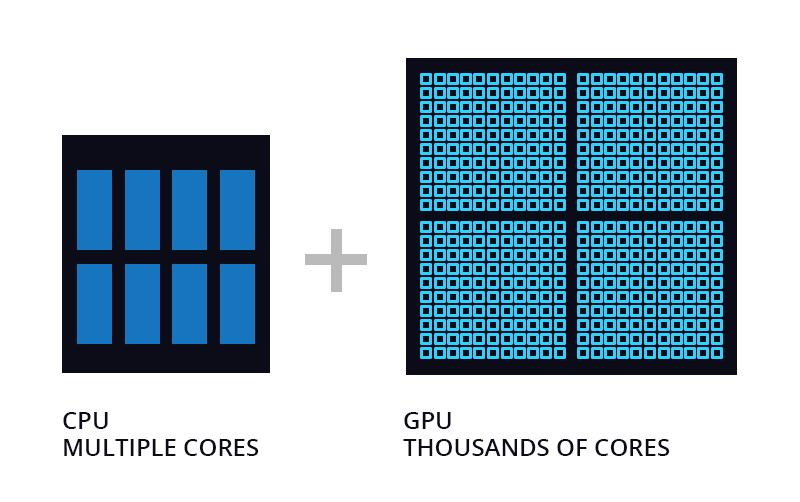 CPU
MULTIPLE CORES
GPU
THOUSANDS OF CORES